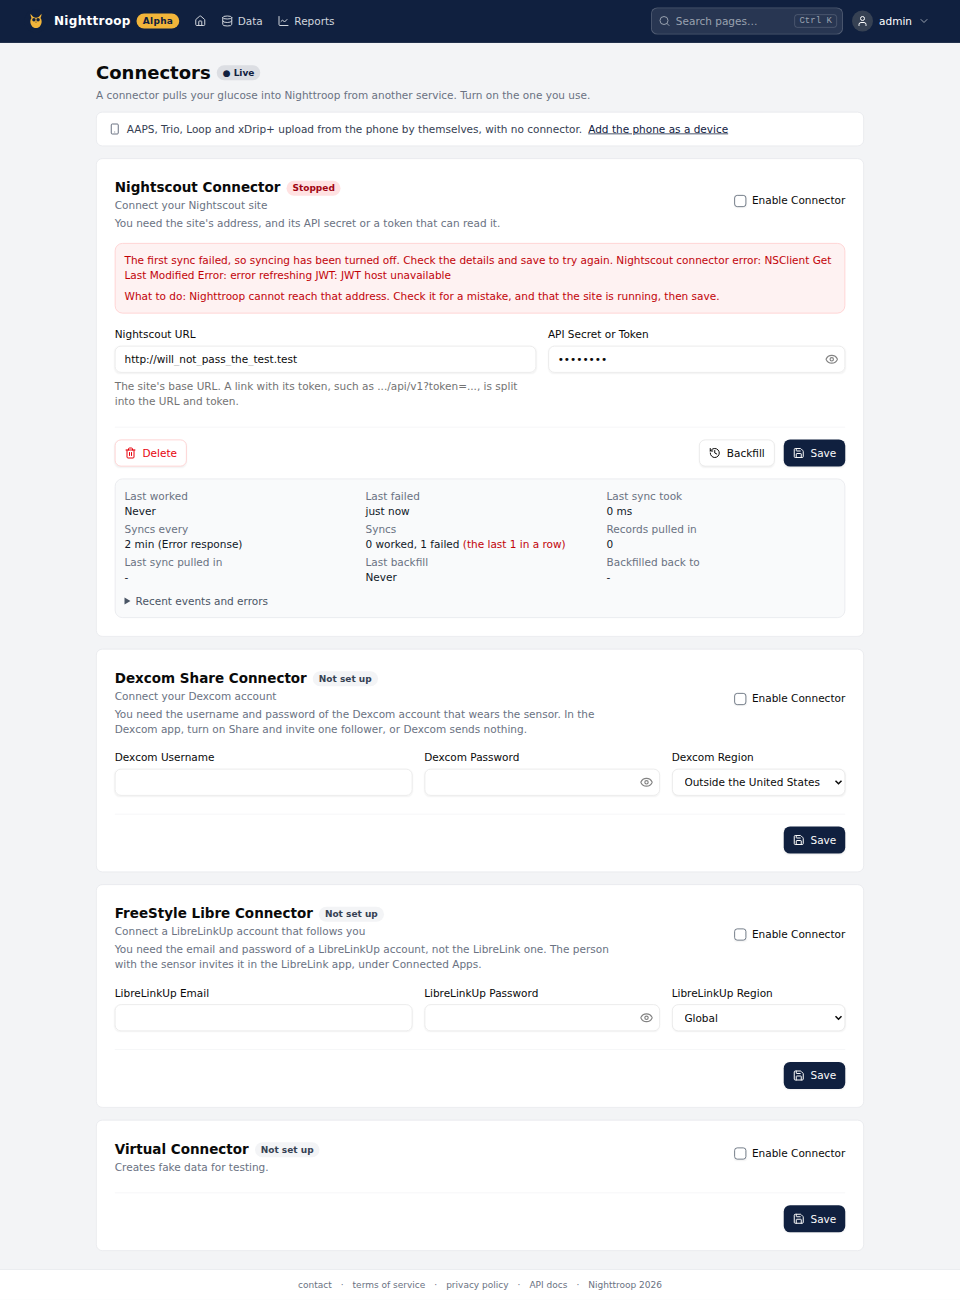 Nighttroop Alpha Data Reports Search pages... Ctrl K admin
Connectors Live
A connector pulls your glucose into Nighttroop from another service. Turn on the one you use.
AAPS, Trio, Loop and xDrip+ upload from the phone by themselves, with no connector. Add the phone as a device
Nightscout Connector Stopped
Connect your Nightscout site
You need the site's address, and its API secret or a token that can read it.
Enable Connector
The first sync failed, so syncing has been turned off. Check the details and save to try again. Nightscout connector error: NSClient Get
Last Modified Error: error refreshing JWT: JWT host unavailable
What to do: Nighttroop cannot reach that address. Check it for a mistake, and that the site is running, then save.
Nightscout URL API Secret or Token
http://will_not_pass_the_test.test ••••••••
The site's base URL. A link with its token, such as .../api/v1?token=..., is split
into the URL and token.
Delete Backfill Save
Last worked Last failed Last sync took
Never just now 0 ms
Syncs every Syncs Records pulled in
2 min (Error response) 0 worked, 1 failed (the last 1 in a row) 0
Last sync pulled in Last backfill Backfilled back to
- Never -
Recent events and errors
Dexcom Share Connector Not set up
Connect your Dexcom account
You need the username and password of the Dexcom account that wears the sensor. In the
Dexcom app, turn on Share and invite one follower, or Dexcom sends nothing.
Enable Connector
Dexcom Username Dexcom Password Dexcom Region
Outside the United States
Save
FreeStyle Libre Connector Not set up
Connect a LibreLinkUp account that follows you
You need the email and password of a LibreLinkUp account, not the LibreLink one. The person
with the sensor invites it in the LibreLink app, under Connected Apps.
Enable Connector
LibreLinkUp Email LibreLinkUp Password LibreLinkUp Region
Global
Save
Virtual Connector Not set up
Creates fake data for testing.
Enable Connector
Save
contact · terms of service · privacy policy · API docs · Nighttroop 2026